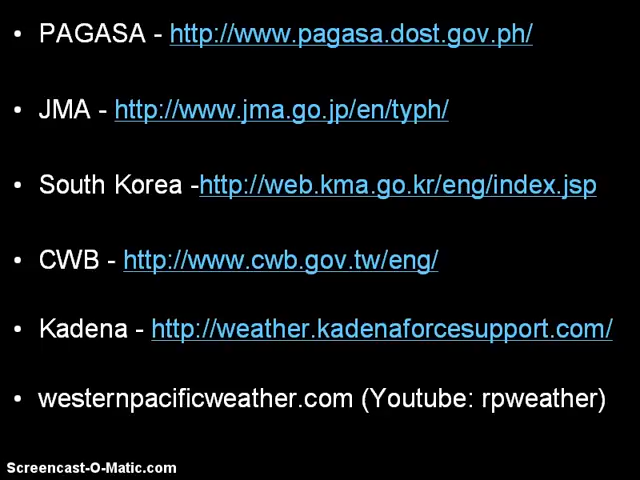 • PAGASA - http://www.pagasa.dost.gov.ph/
• JMA - http://www.jma.go.jp/en/typh/
• South Korea -http://web.kma.go.kr/eng/index.jsp
• CWB - http://www.cwb.gov.tw/eng/
• Kadena - http://weather.kadenaforcesupport.com/
• westernpacificweather.com (Youtube: rpweather)
Screencast-O-Matic.com